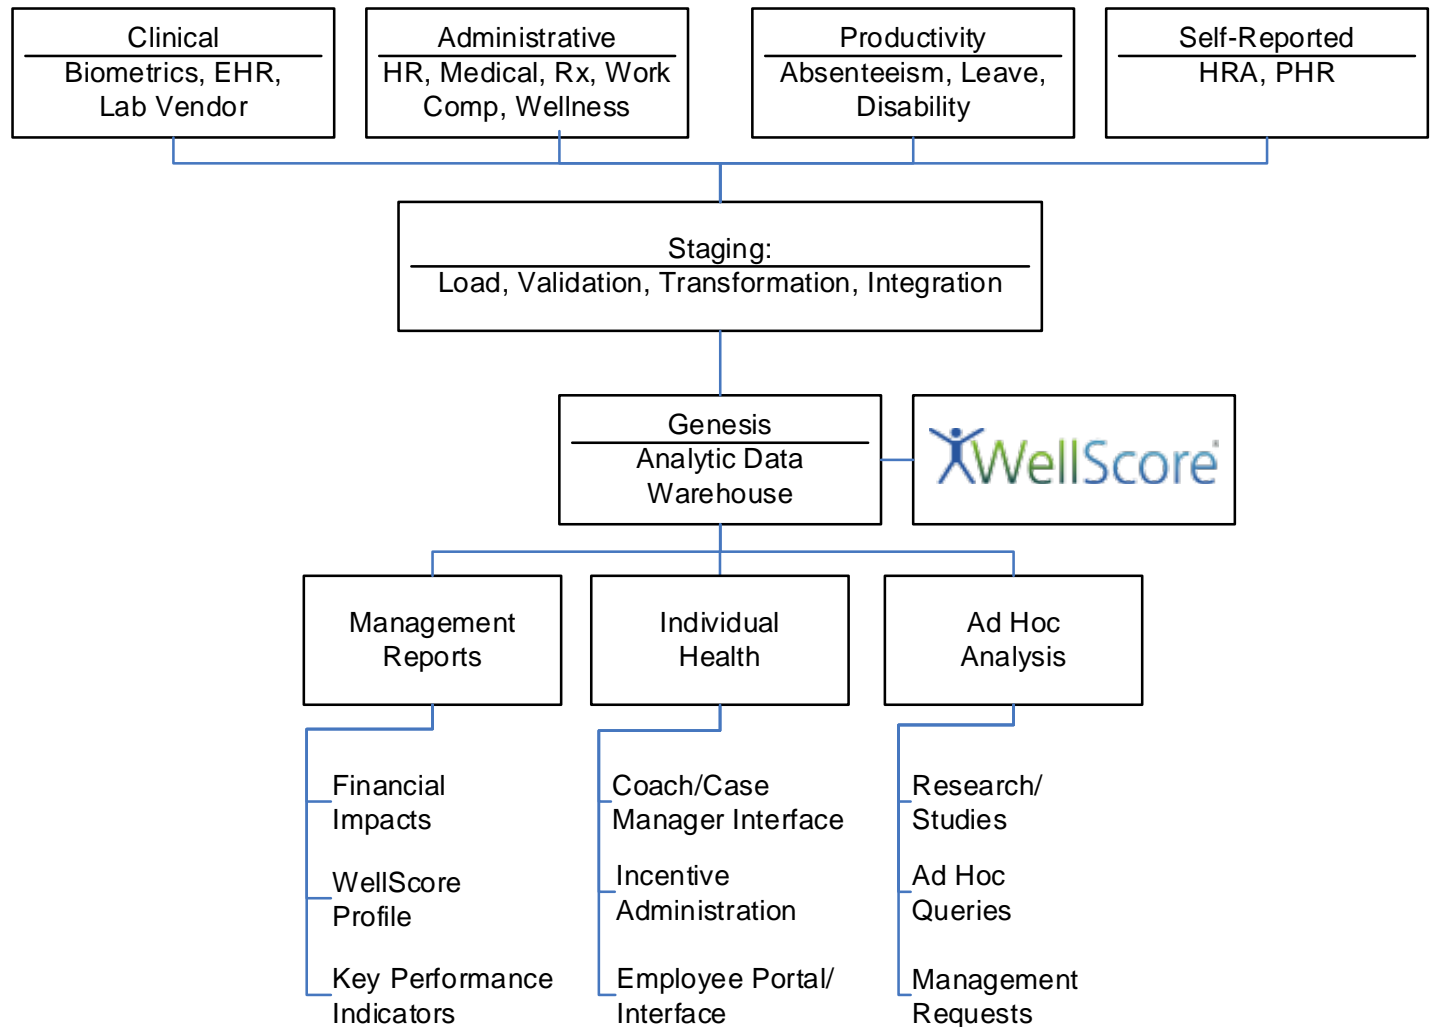 Clinical
Biometrics, EHR,
Lab Vendor
Administrative
HR, Medical, Rx, Work
Comp, Wellness
Productivity
Absenteeism, Leave,
Disability
Self-Reported
HRA, PHR
Staging:
Load, Validation, Transformation, Integration
Genesis
Analytic Data
Warehouse
WellScore
Management
Reports
Individual
Health
Ad Hoc
Analysis
Financial
Impacts
WellScore
Profile
Key Performance
Indicators
Coach/Case
Manager Interface
Incentive
Administration
Employee Portal/
Interface
Research/
Studies
Ad Hoc
Queries
Management
Requests